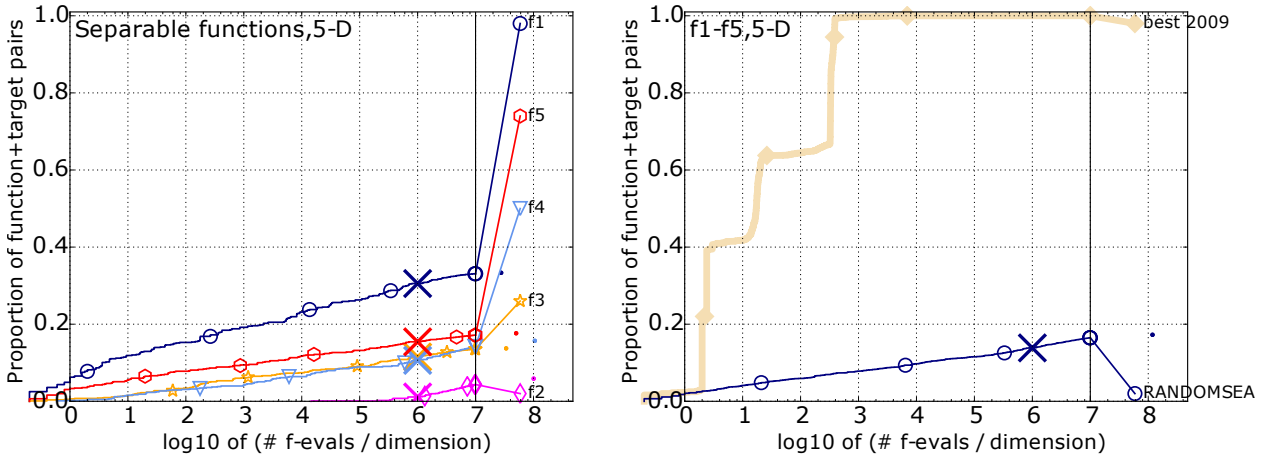 Separable functions,5-D
Proportion of function+target pairs
1.0
0.8
0.6
0.4
0.2
0.0
0 1 2 3 4 5 6 7 8
log10 of (# f-evals / dimension)
f1
f5
f4
f3
f2
f1-f5,5-D
Proportion of function+target pairs
1.0
0.8
0.6
0.4
0.2
0.0
0 1 2 3 4 5 6 7 8
log10 of (# f-evals / dimension)
best 2009
RANDOMSEA